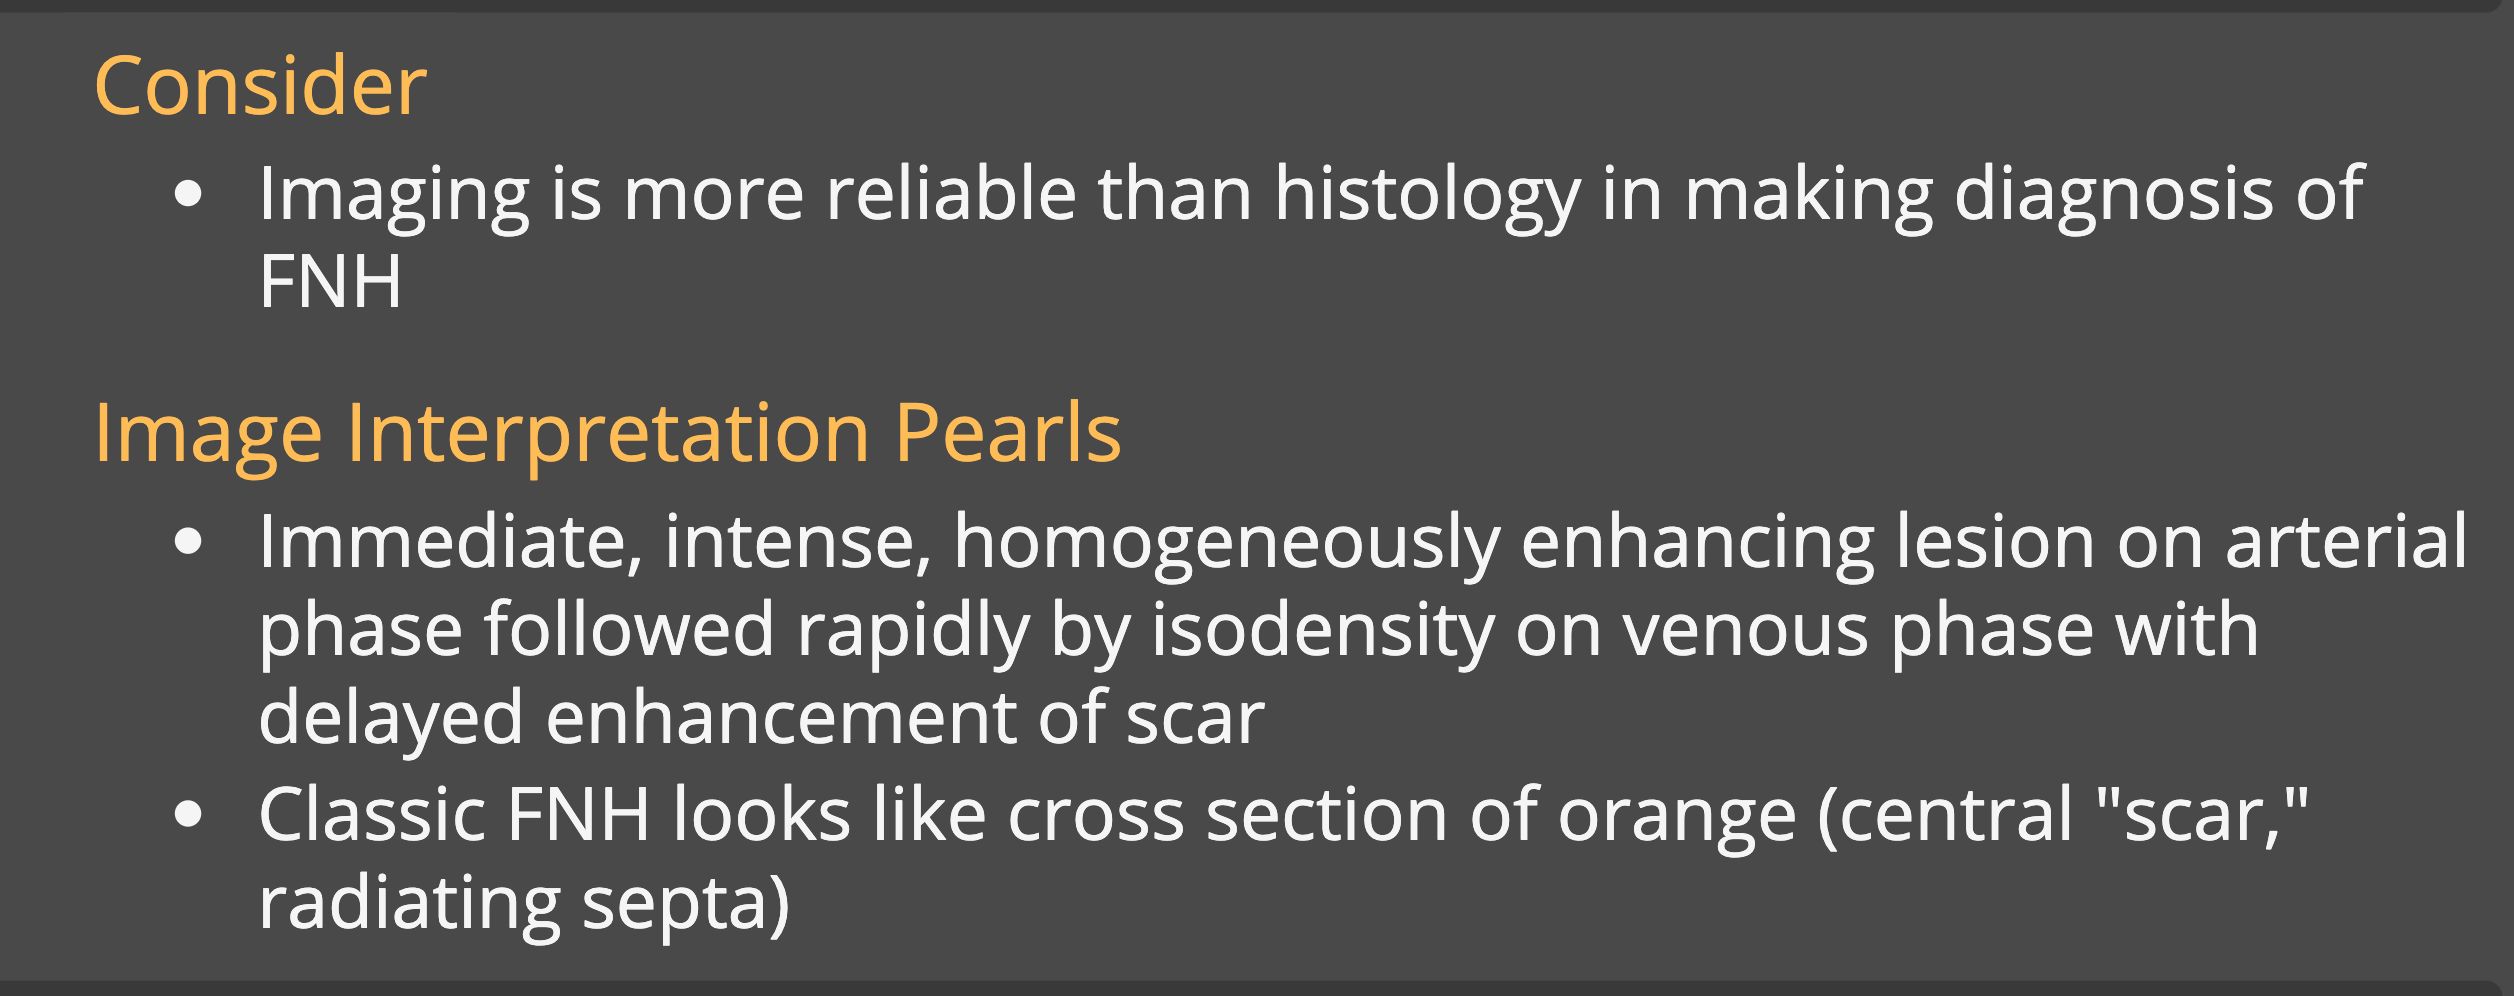 Consider
• Imaging is more reliable than histology in making diagnosis of
FNH
Image Interpretation Pearls
• Immediate, intense, homogeneously enhancing lesion on arterial
phase followed rapidly by isodensity on venous phase with
delayed enhancement of scar
• Classic FNH looks like cross section of orange (central "scar,"
radiating septa)